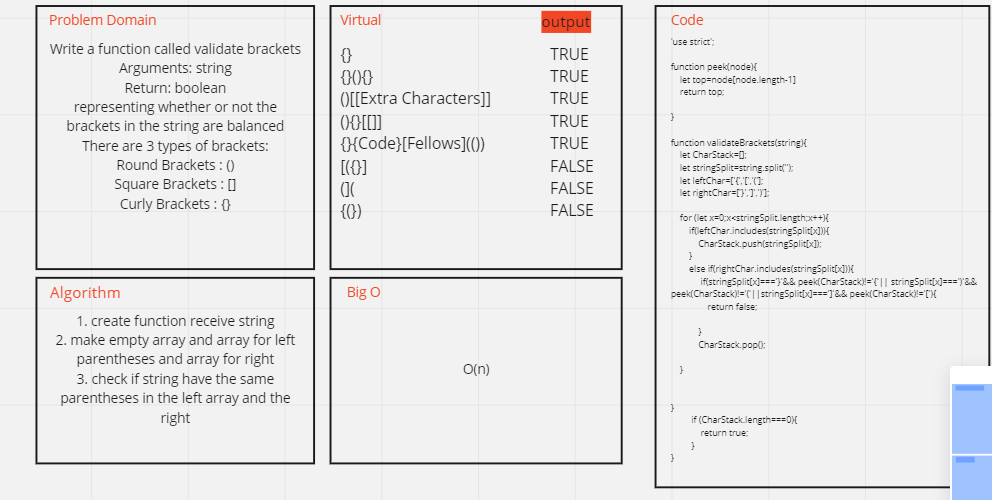 Problem Domain
Write a function called validate brackets
Arguments: string
Return: boolean
representing whether or not the
brackets in the string are balanced
There are 3 types of brackets:
Round Brackets : ()
Square Brackets : []
Curly Brackets : {}
Virtual output
{} TRUE
{}(){} TRUE
()[[Extra Characters]] TRUE
(){}[[]] TRUE
{}{Code}[Fellows](()) TRUE
[({}] FALSE
(]( FALSE
{(}) FALSE
Algorithm
1. create function receive string
2. make empty array and array for left
parentheses and array for right
3. check if string have the same
parentheses in the left array and the
right
Big O
O(n)
Code
'use strict';
function peek(node){
let top=node[node.length-1]
return top;
}
function validateBrackets(string){
let CharStack=[];
let stringSplit=string.split('');
let leftChar=['{','[','('];
let rightChar=['}',']',')'];
for (let x=0;x<stringSplit.length;x++){
if(leftChar.includes(stringSplit[x])){
CharStack.push(stringSplit[x]);
}
else if(rightChar.includes(stringSplit[x])){
if(stringSplit[x]==='}'&& peek(CharStack)!='{'|| stringSplit[x]===')'&&
peek(CharStack)!='('||stringSplit[x]===']'&& peek(CharStack)!='['){
return false;
}
CharStack.pop();
}
}
if (CharStack.length===0){
return true;
}
}